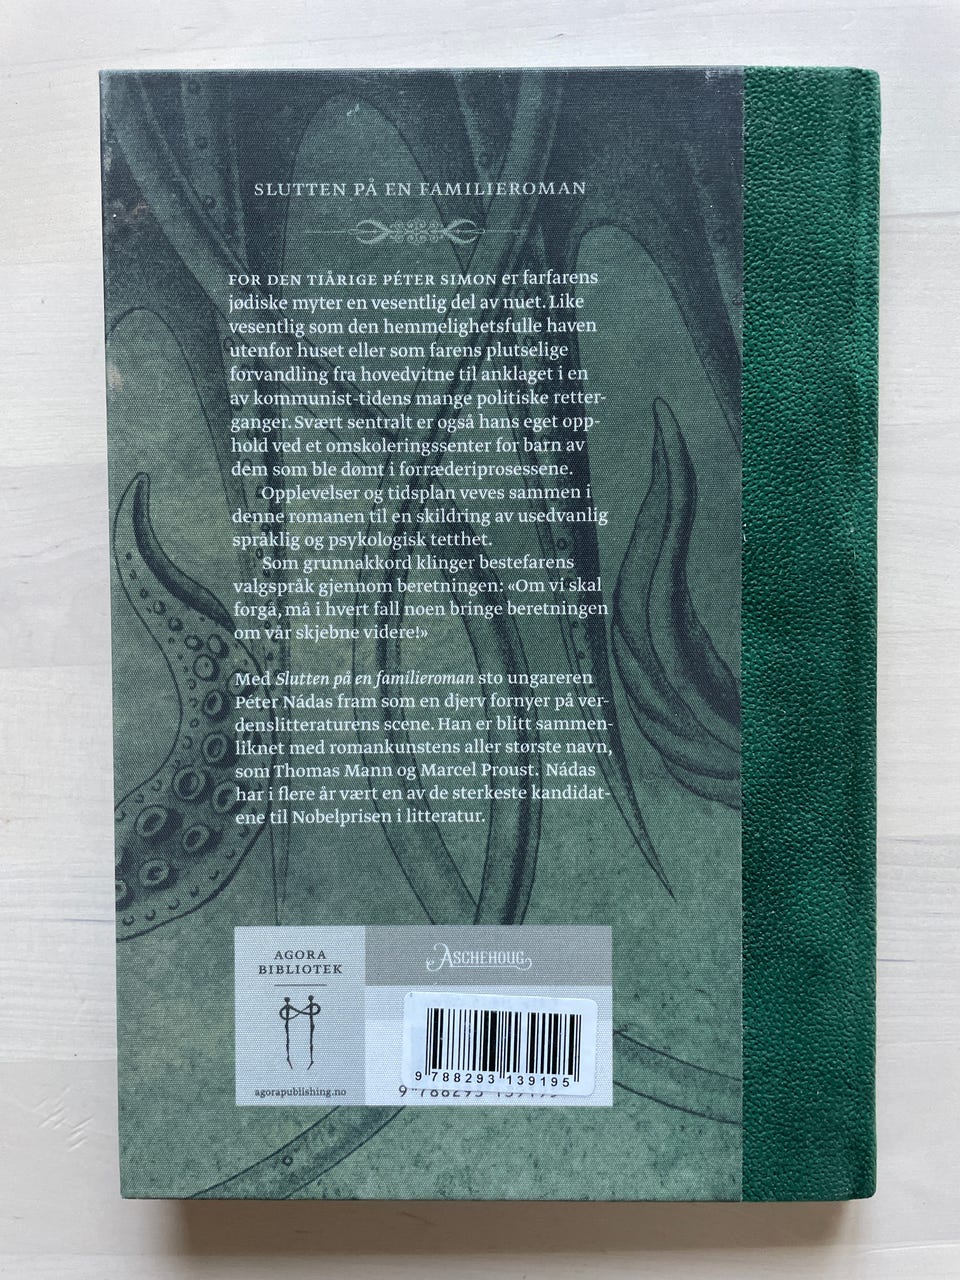 SLUTTEN PÅ EN FAMILIEROMAN
FOR DEN TIÅRIGE PÉTER SIMON er farfarens
jødiske myter en vesentlig del av nuet. Like
vesentlig som den hemmelighetsfulle haven
utenfor huset eller som farens plutselige
forvandling fra hovedvitne til anklaget i en
av kommunist-tidens mange politiske retter-
ganger. Svært sentralt er også hans eget opp-
hold ved et omskoleringssenter for barn av
dem som ble dømt i forræderiprosessene.
Opplevelser og tidsplan veves sammen i
denne romanen til en skildring av usedvanlig
språklig og psykologisk tetthet.
Som grunnakkord klinger bestefarens
valgspråk gjennom beretningen: «Om vi skal
forgå, må i hvert fall noen bringe beretningen
om vår skjebne videre!»
Med Slutten på en familieroman sto ungareren
Péter Nádas fram som en djerv fornyer på ver-
denslitteraturens scene. Han er blitt sammen-
liknet med romankunstens aller største navn,
som Thomas Mann og Marcel Proust. Nádas
har i flere år vært en av de sterkeste kandidat-
ene til Nobelprisen i litteratur.
AGORA
BIBLIOTEK
agorapublishing.no
ASCHEHOUG
9 788293 139195
9 788293 139195